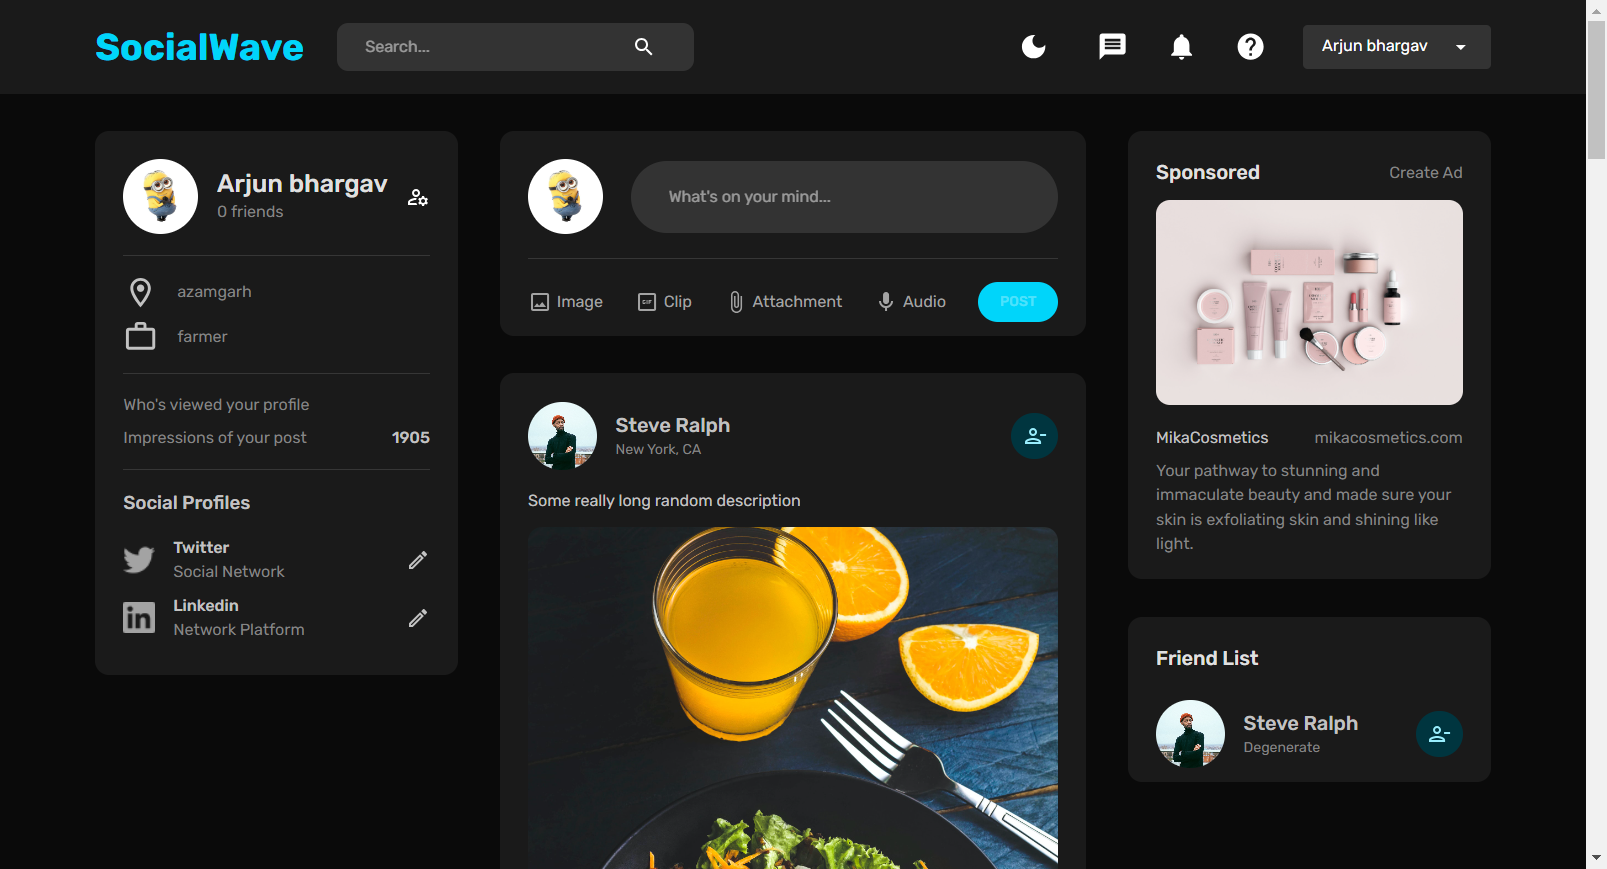 SocialWave
Search...
Arjun bhargav
Arjun bhargav
0 friends
azamgarh
farmer
Who's viewed your profile
Impressions of your post 1905
Social Profiles
Twitter
Social Network
Linkedin
Network Platform
What's on your mind...
Image
GIF
Clip
Attachment
Audio
POST
Steve Ralph
New York, CA
Some really long random description
Sponsored
Create Ad
MikaCosmetics
mikacosmetics.com
Your pathway to stunning and
immaculate beauty and made sure your
skin is exfoliating skin and shining like
light.
Friend List
Steve Ralph
Degenerate